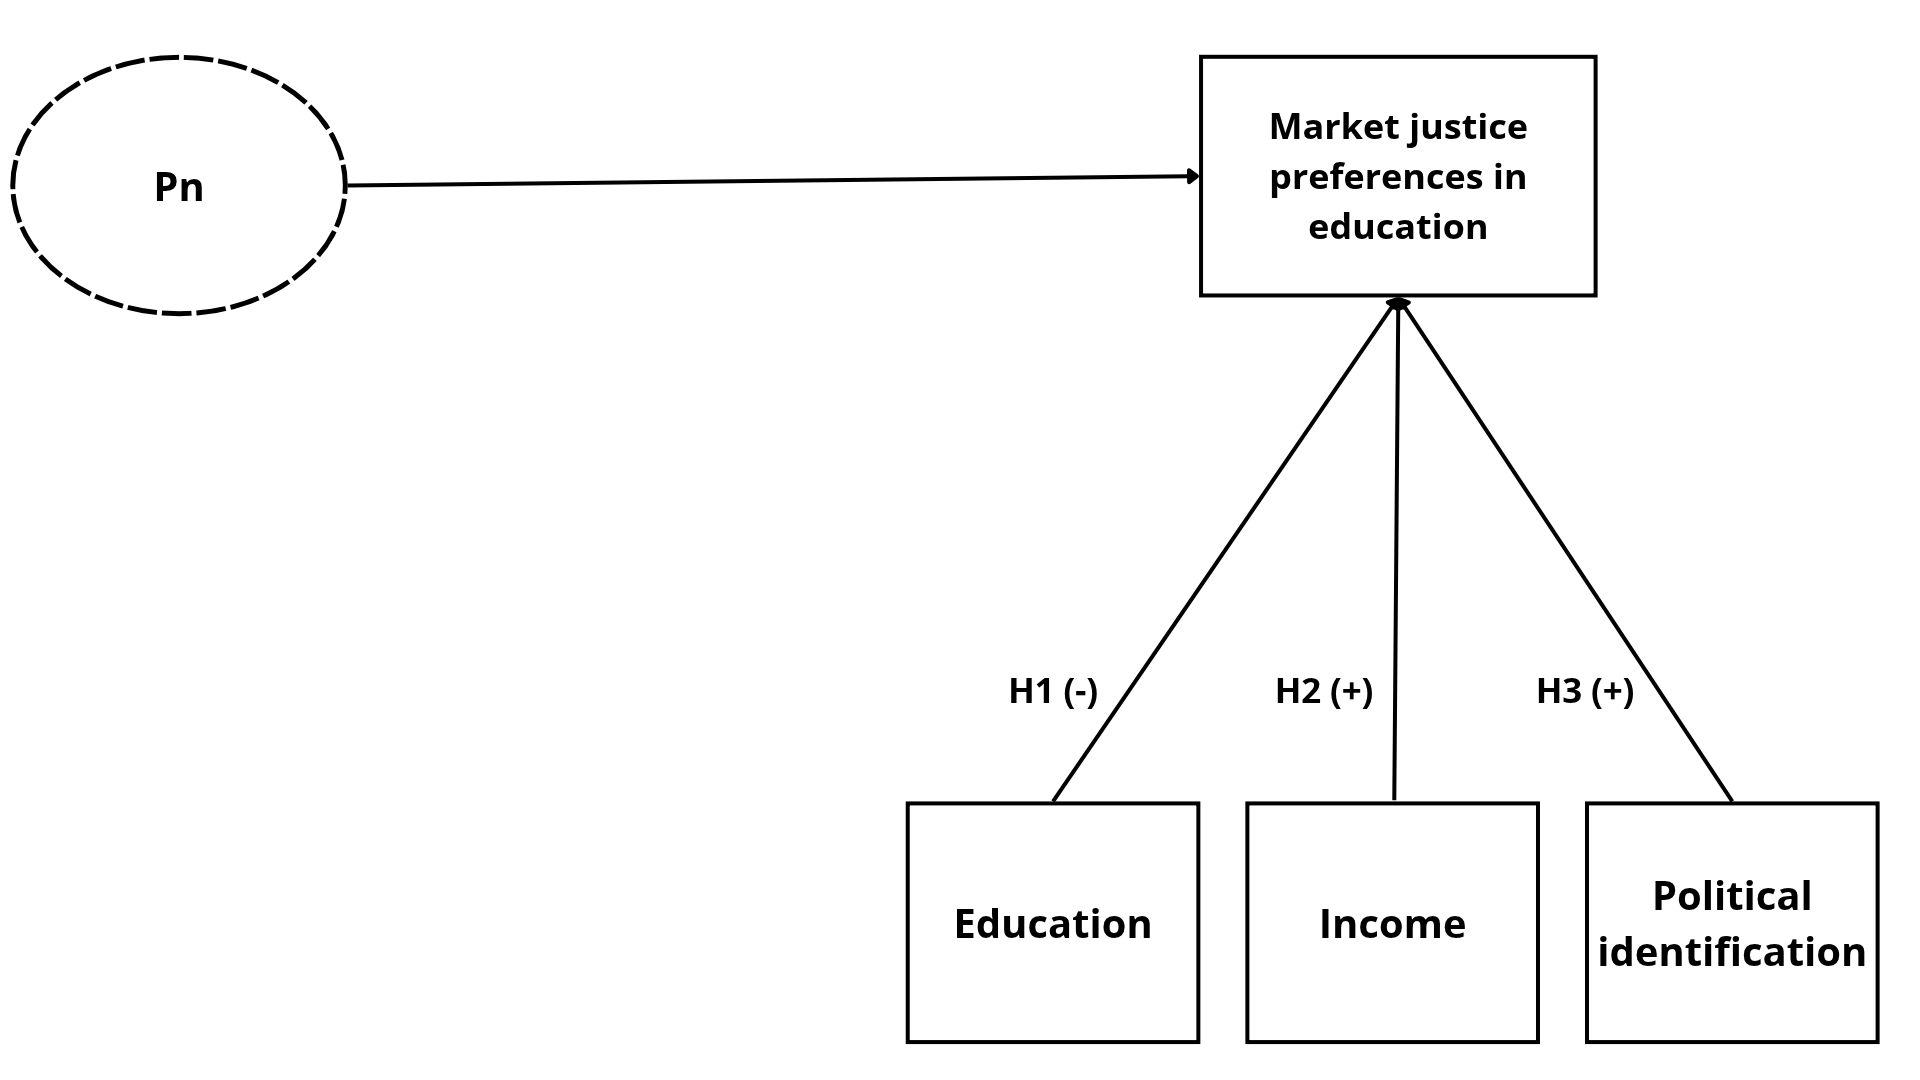 Pn
Market justice
preferences in
education
H1 (-)
H2 (+)
H3 (+)
Education
Income
Political
identification